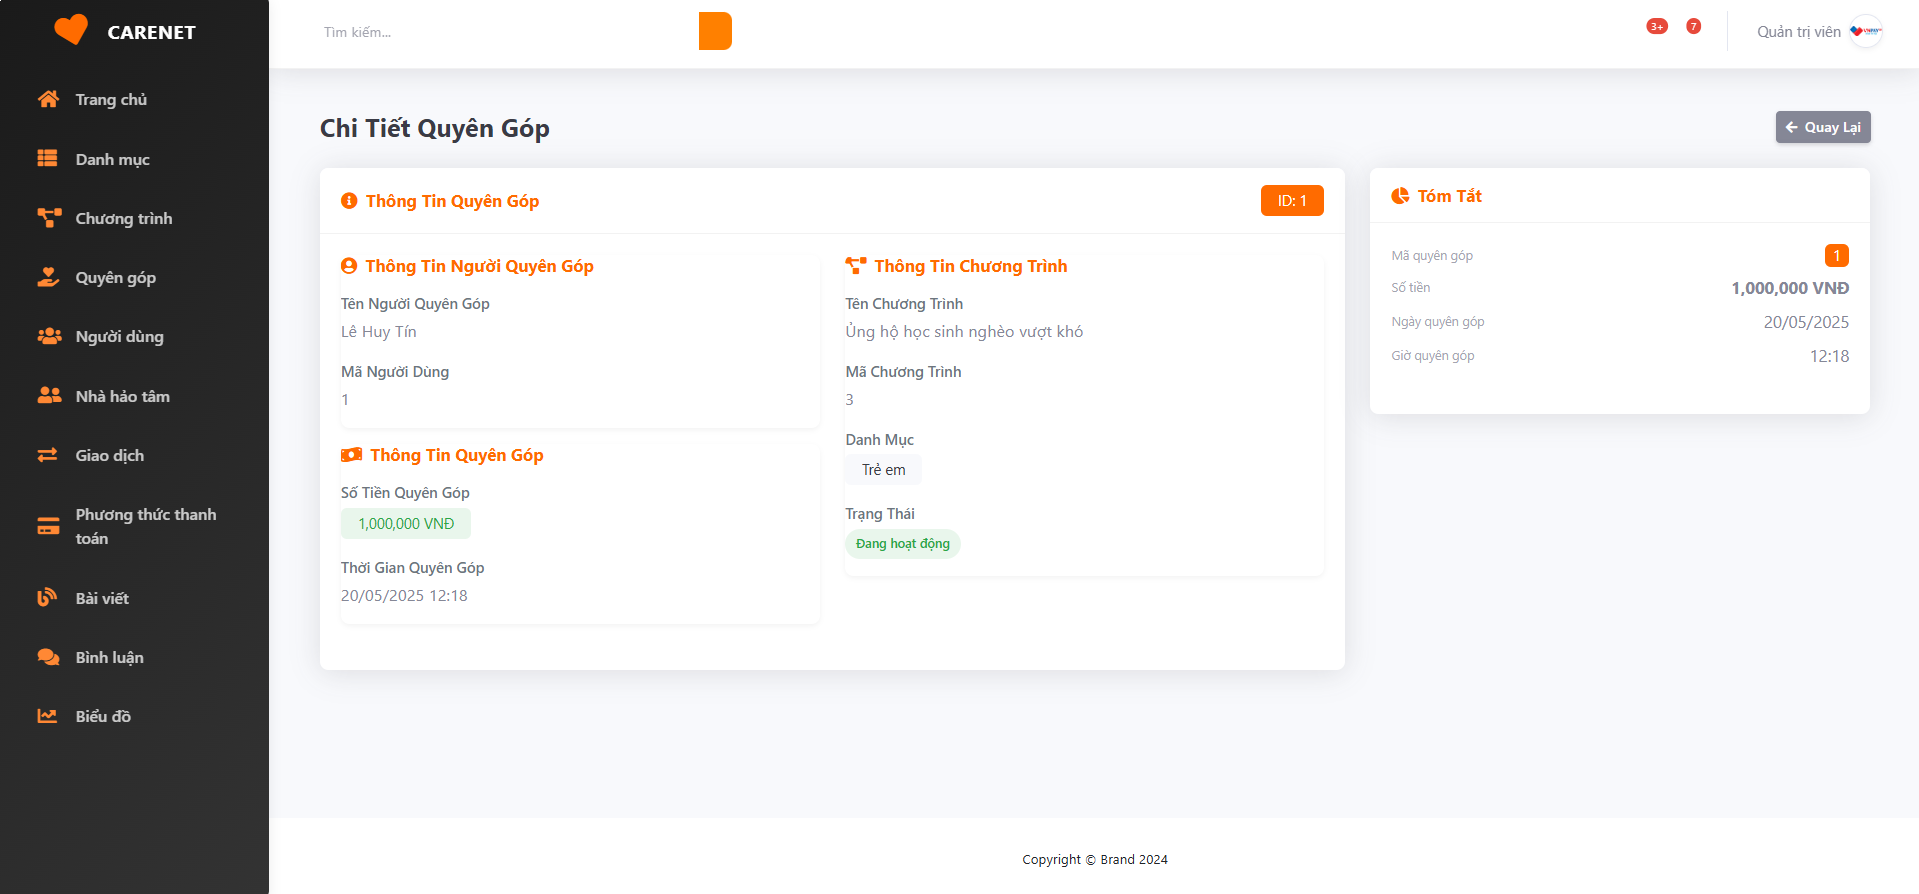 CARENET
Tìm kiếm...
3+
7
Quản trị viên
Trang chủ
Danh mục
Chương trình
Quyên góp
Người dùng
Nhà hảo tâm
Giao dịch
Phương thức thanh
toán
Bài viết
Bình luận
Biểu đồ
Chi Tiết Quyên Góp
Quay Lại
Thông Tin Quyên Góp
ID: 1
Thông Tin Người Quyên Góp
Tên Người Quyên Góp
Lê Huy Tín
Mã Người Dùng
1
Thông Tin Quyên Góp
Số Tiền Quyên Góp
1,000,000 VNĐ
Thời Gian Quyên Góp
20/05/2025 12:18
Thông Tin Chương Trình
Tên Chương Trình
Ủng hộ học sinh nghèo vượt khó
Mã Chương Trình
3
Danh Mục
Trẻ em
Trạng Thái
Đang hoạt động
Tóm Tắt
Mã quyên góp 1
Số tiền 1,000,000 VNĐ
Ngày quyên góp 20/05/2025
Giờ quyên góp 12:18
Copyright © Brand 2024